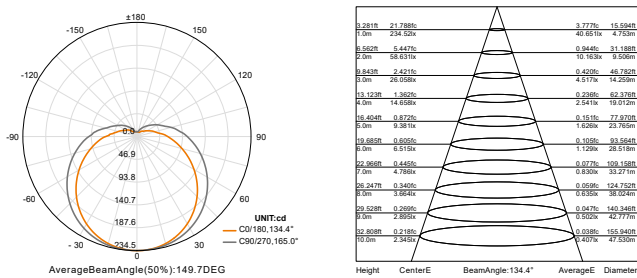 ±180
-150
150
-120
120
-90
90
-60
60
- 30
30
0
0.0
46.9
93.8
140.7
187.6
234.5
UNIT:cd
C0/180,134.4°
C90/270,165.0°
AverageBeamAngle(50%):149.7DEG
3.281ft 21.788fc 3.777fc 15.594ft
1.0m 234.52lx 40.651lx 4.753m
6.562ft 5.447fc 0.944fc 31.188ft
2.0m 58.631lx 10.163lx 9.506m
9.843ft 2.421fc 0.420fc 46.782ft
3.0m 26.058lx 4.517lx 14.259m
13.123ft 1.362fc 0.236fc 62.376ft
4.0m 14.658lx 2.541lx 19.012m
16.404ft 0.872fc 0.151fc 77.970ft
5.0m 9.381lx 1.626lx 23.765m
19.685ft 0.605fc 0.105fc 93.564ft
6.0m 6.515lx 1.129lx 28.518m
22.966ft 0.445fc 0.077fc 109.158ft
7.0m 4.786lx 0.830lx 33.271m
26.247ft 0.340fc 0.059fc 124.752ft
8.0m 3.664lx 0.635lx 38.024m
29.528ft 0.269fc 0.047fc 140.346ft
9.0m 2.895lx 0.502lx 42.777m
32.808ft 0.218fc 0.038fc 155.940ft
10.0m 2.345lx 0.407lx 47.530m
Height CenterE BeamAngle:134.4° AverageE Diameter